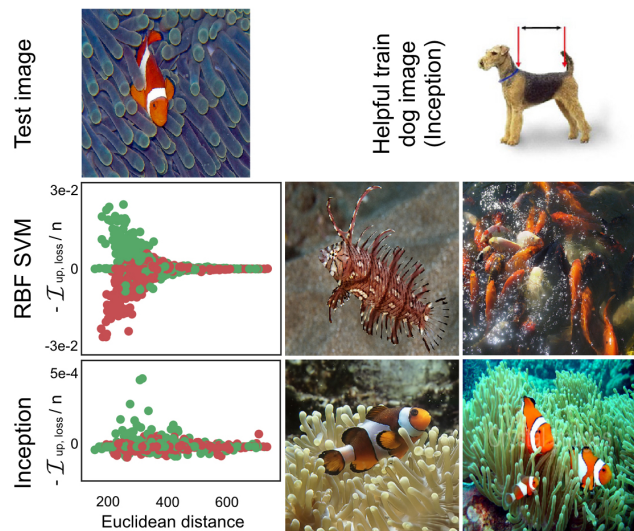 Test image
Helpful train
dog image
(Inception)
RBF SVM
- ℐ up, loss / n
3e-2
0
-3e-2
Inception
- ℐ up, loss / n
5e-4
0
200 400 600
Euclidean distance